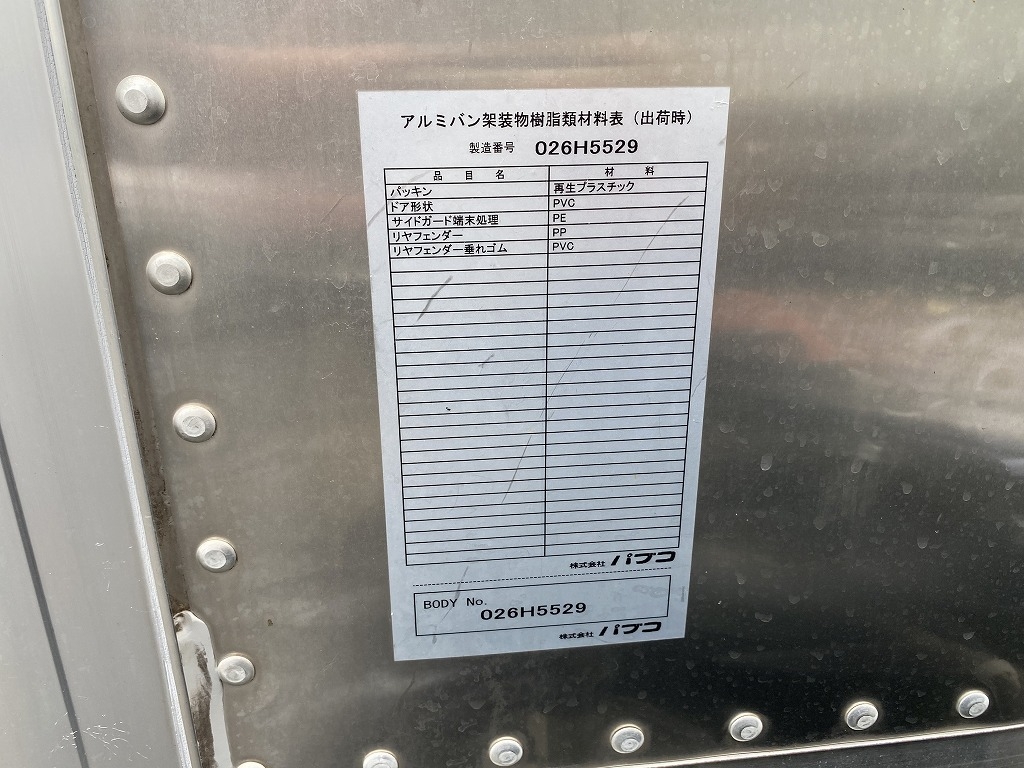 アルミバン架装物樹脂類材料表（出荷時）
製造番号 026H5529
品目名 材料
パッキン 再生プラスチック
ドア形状 PVC
サイドガード端末処理 PE
リヤフェンダー PP
リヤフェンダー垂れゴム PVC
株式会社 パブコ
BODY No. 026H5529
株式会社 パブコ